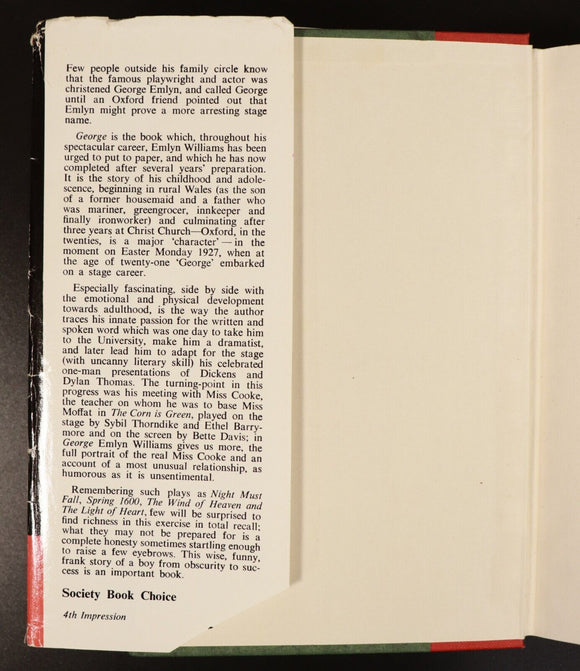 Few people outside his family circle know
that the famous playwright and actor was
christened George Emlyn, and called George
until an Oxford friend pointed out that
Emlyn might prove a more arresting stage
name.
George is the book which, throughout his
spectacular career, Emlyn Williams has been
urged to put to paper, and which he has now
completed after several years' preparation.
It is the story of his childhood and adole-
scence, beginning in rural Wales (as the son
of a former housemaid and a father who
was mariner, greengrocer, innkeeper and
finally ironworker) and culminating after
three years at Christ Church—Oxford, in the
twenties, is a major 'character'—in the
moment on Easter Monday 1927, when at
the age of twenty-one 'George' embarked
on a stage career.
Especially fascinating, side by side with
the emotional and physical development
towards adulthood, is the way the author
traces his innate passion for the written and
spoken word which was one day to take him
to the University, make him a dramatist,
and later lead him to adapt for the stage
(with uncanny literary skill) his celebrated
one-man presentations of Dickens and
Dylan Thomas. The turning-point in this
progress was his meeting with Miss Cooke,
the teacher on whom he was to base Miss
Moffat in The Corn is Green, played on the
stage by Sybil Thorndike and Ethel Barry-
more and on the screen by Bette Davis; in
George Emlyn Williams gives us more, the
full portrait of the real Miss Cooke and an
account of a most unusual relationship, as
humorous as it is unsentimental.
Remembering such plays as Night Must
Fall, Spring 1600, The Wind of Heaven and
The Light of Heart, few will be surprised to
find richness in this exercise in total recall;
what they may not be prepared for is a
complete honesty sometimes startling enough
to raise a few eyebrows. This wise, funny,
frank story of a boy from obscurity to suc-
cess is an important book.
Society Book Choice
4th Impression